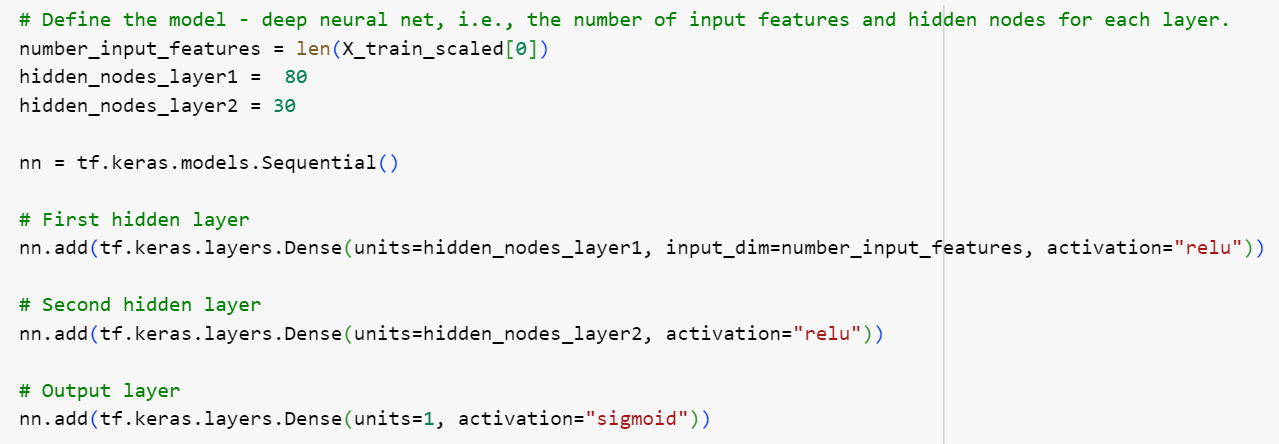 # Define the model - deep neural net, i.e., the number of input features and hidden nodes for each layer.
number_input_features = len(X_train_scaled[0])
hidden_nodes_layer1 =  80
hidden_nodes_layer2 = 30

nn = tf.keras.models.Sequential()

# First hidden layer
nn.add(tf.keras.layers.Dense(units=hidden_nodes_layer1, input_dim=number_input_features, activation="relu"))

# Second hidden layer
nn.add(tf.keras.layers.Dense(units=hidden_nodes_layer2, activation="relu"))

# Output layer
nn.add(tf.keras.layers.Dense(units=1, activation="sigmoid"))